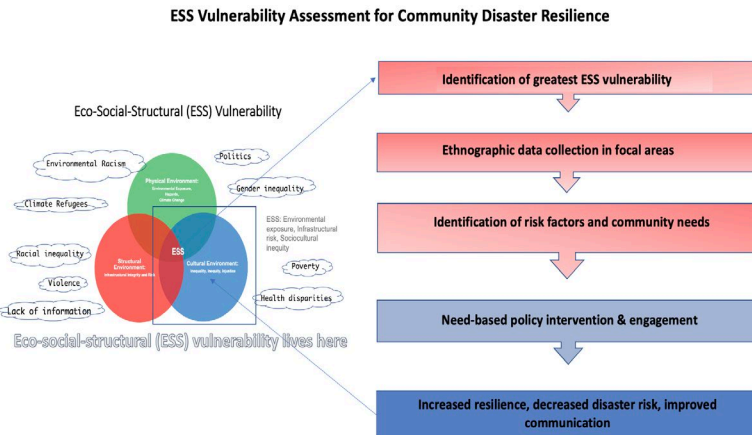 ESS Vulnerability Assessment for Community Disaster Resilience
Eco-Social-Structural (ESS) Vulnerability
Environmental Racism
Politics
Gender inequality
Climate Refugees
Racial inequality
Violence
Lack of information
Poverty
Health disparities
Physical Environment:
Environmental Exposure,
Hazards,
Climate Change
Structural
Environment:
Infrastructural Integrity and Risk
ESS
Cultural Environment:
Inequality, Inequity, Injustice
ESS: Environmental
exposure, Infrastructural
risk, Sociocultural
inequity
Eco-social-structural (ESS) vulnerability lives here
Identification of greatest ESS vulnerability
Ethnographic data collection in focal areas
Identification of risk factors and community needs
Need-based policy intervention & engagement
Increased resilience, decreased disaster risk, improved
communication